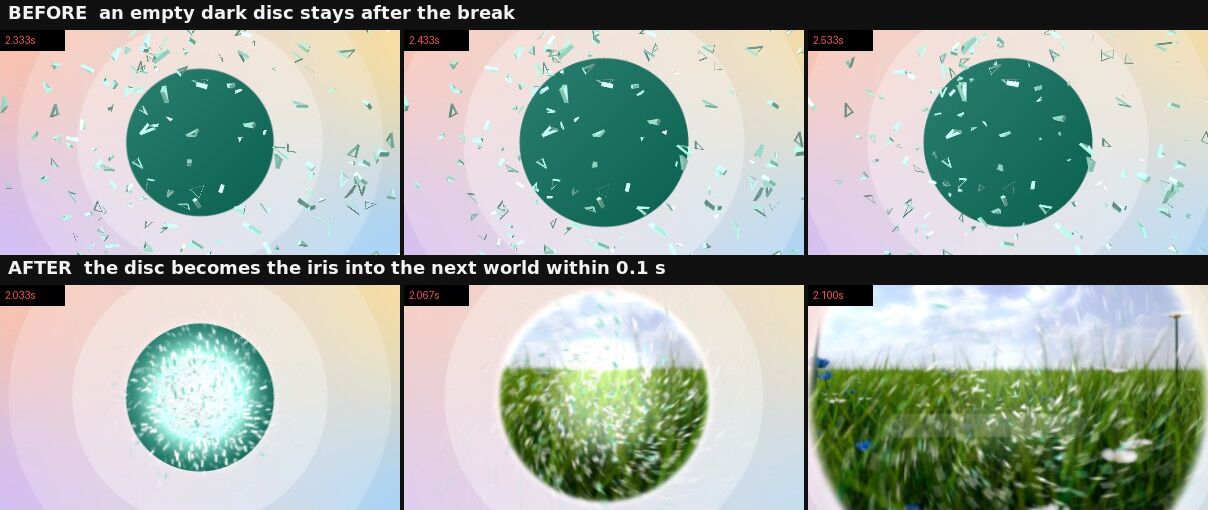 BEFORE an empty dark disc stays after the break
2.333s
2.433s
2.533s
AFTER the disc becomes the iris into the next world within 0.1 s
2.033s
2.067s
2.100s